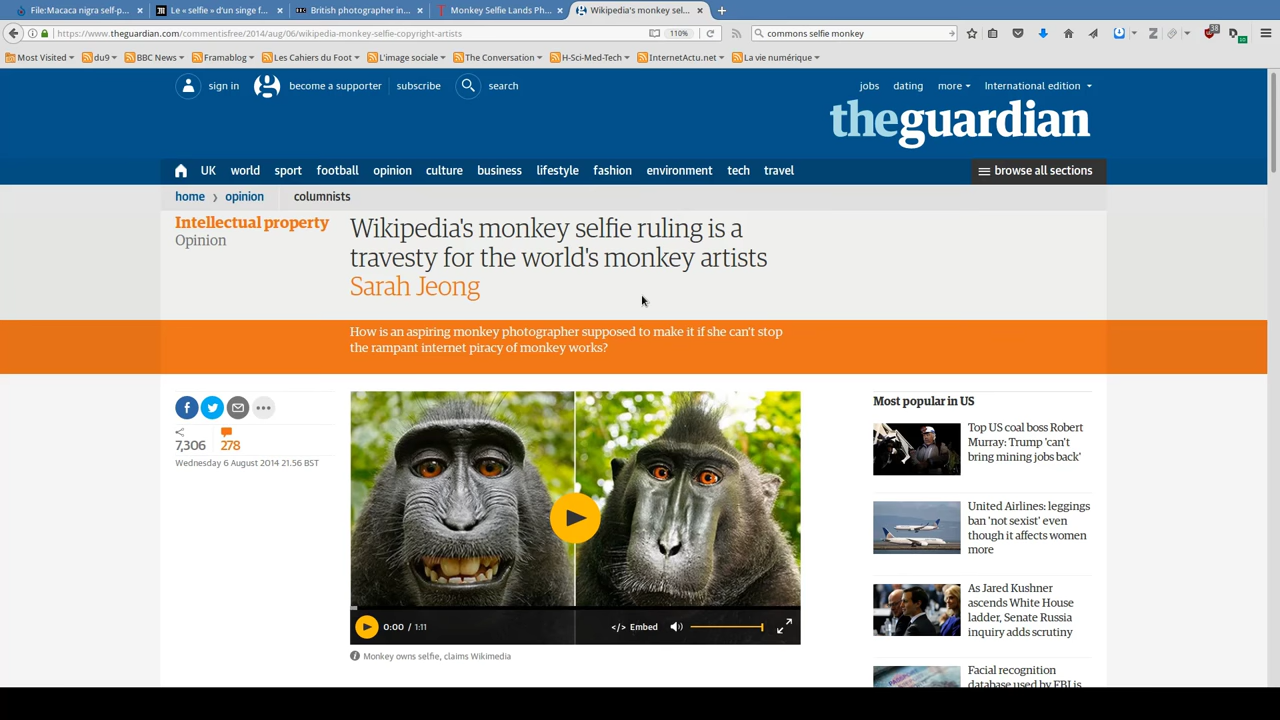 File:Macaca nigra self-p...
Le « selfie » d'un singe f...
British photographer in...
Monkey Selfie Lands Ph...
Wikipedia's monkey sel...
https://www.theguardian.com/commentisfree/2014/aug/06/wikipedia-monkey-selfie-copyright-artists
110%
commons selfie monkey
Most Visited
du9
BBC News
Framablog
Les Cahiers du Foot
L'image sociale
The Conversation
H-Sci-Med-Tech
InternetActu.net
La vie numérique
sign in
become a supporter
subscribe
search
jobs
dating
more
International edition
theguardian
UK
world
sport
football
opinion
culture
business
lifestyle
fashion
environment
tech
travel
browse all sections
home
opinion
columnists
Intellectual property
Opinion
Wikipedia's monkey selfie ruling is a
travesty for the world's monkey artists
Sarah Jeong
How is an aspiring monkey photographer supposed to make it if she can't stop
the rampant internet piracy of monkey works?
7,306
278
Wednesday 6 August 2014 21.56 BST
0:00 / 1:11
</> Embed
Monkey owns selfie, claims Wikimedia
Most popular in US
Top US coal boss Robert
Murray: Trump 'can't
bring mining jobs back'
United Airlines: leggings
ban 'not sexist' even
though it affects women
more
As Jared Kushner
ascends White House
ladder, Senate Russia
inquiry adds scrutiny
Facial recognition
database used by FBI is